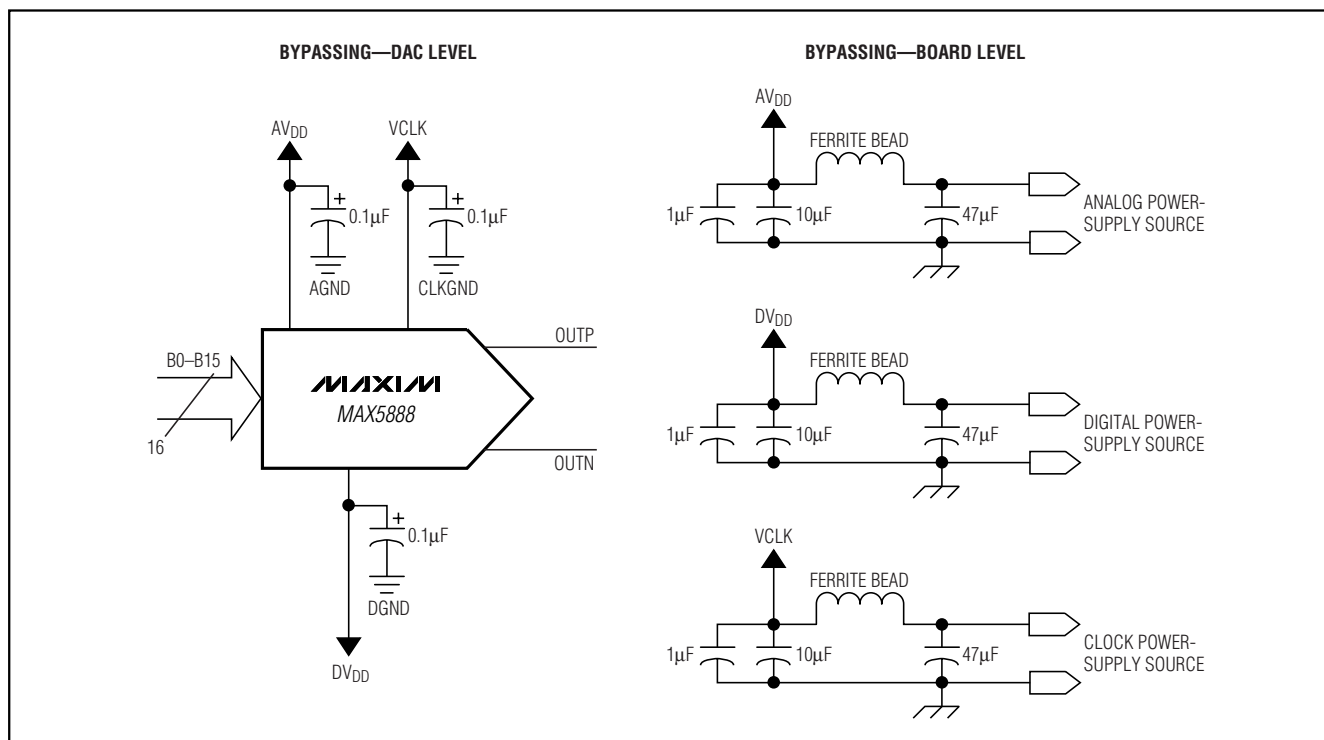 BYPASSING—DAC LEVEL
AVDD
VCLK
+
0.1µF
+
0.1µF
AGND
CLKGND
B0–B15
16
MAXIM
MAX5888
OUTP
OUTN
+
0.1µF
DGND
DVDD
BYPASSING—BOARD LEVEL
AVDD
FERRITE BEAD
1µF
10µF
47µF
ANALOG POWER-
SUPPLY SOURCE
DVDD
FERRITE BEAD
1µF
10µF
47µF
DIGITAL POWER-
SUPPLY SOURCE
VCLK
FERRITE BEAD
1µF
10µF
47µF
CLOCK POWER-
SUPPLY SOURCE